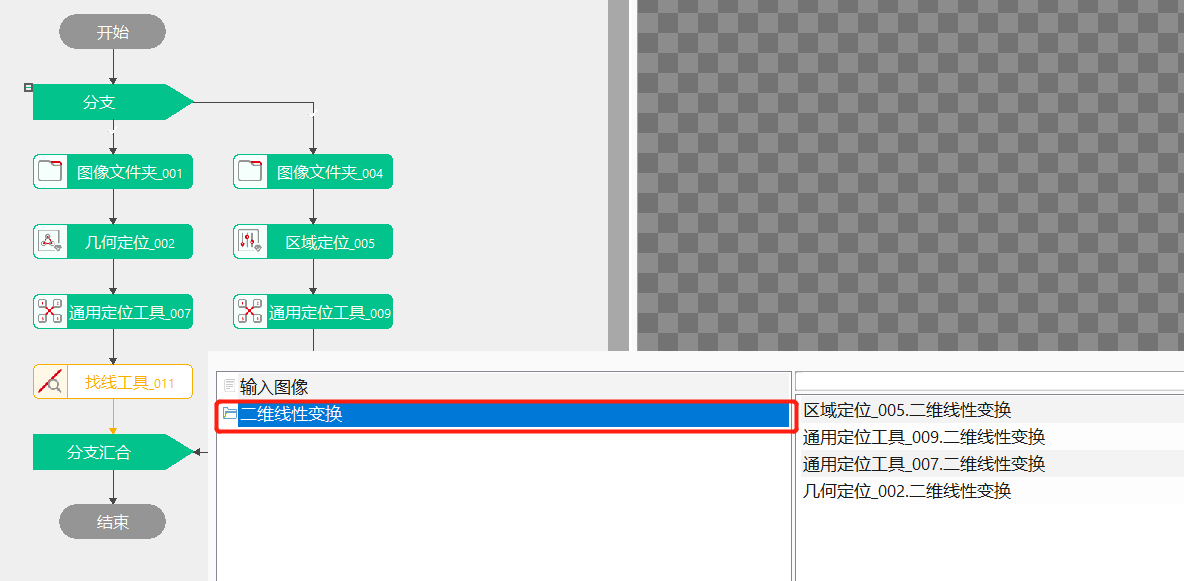 开始
分支
图像文件夹_001
图像文件夹_004
几何定位_002
区域定位_005
通用定位工具_007
通用定位工具_009
找线工具_011
分支汇合
结束
输入图像
二维线性变换
区域定位_005.二维线性变换
通用定位工具_009.二维线性变换
通用定位工具_007.二维线性变换
几何定位_002.二维线性变换